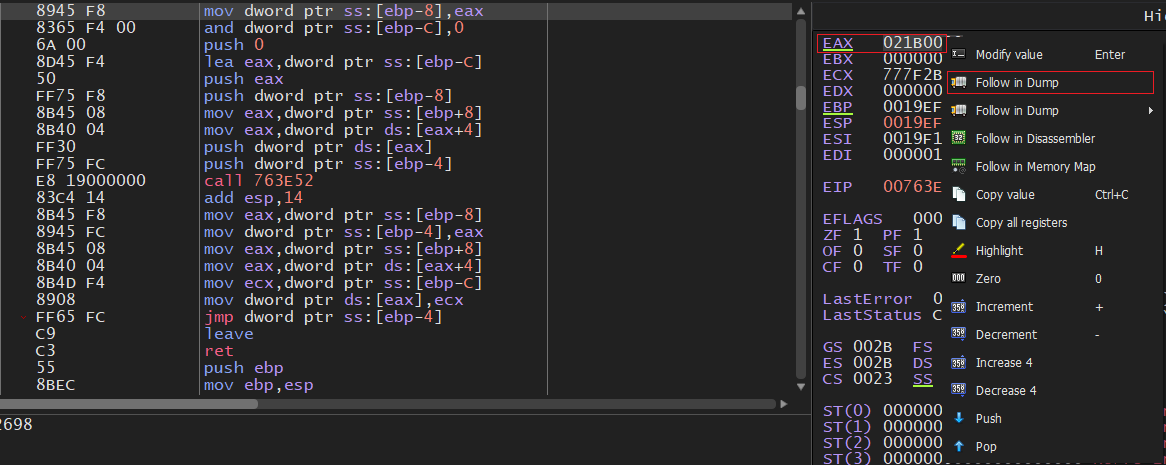 8945 F8 mov dword ptr ss:[ebp-8],eax
8365 F4 00 and dword ptr ss:[ebp-C],0
6A 00 push 0
8D45 F4 lea eax,dword ptr ss:[ebp-C]
50 push eax
FF75 F8 push dword ptr ss:[ebp-8]
8B45 08 mov eax,dword ptr ss:[ebp+8]
8B40 04 mov eax,dword ptr ds:[eax+4]
FF30 push dword ptr ds:[eax]
FF75 FC push dword ptr ss:[ebp-4]
E8 19000000 call 763E52
83C4 14 add esp,14
8B45 F8 mov eax,dword ptr ss:[ebp-8]
8945 FC mov dword ptr ss:[ebp-4],eax
8B45 08 mov eax,dword ptr ss:[ebp+8]
8B40 04 mov eax,dword ptr ds:[eax+4]
8B4D F4 mov ecx,dword ptr ss:[ebp-C]
8908 mov dword ptr ds:[eax],ecx
FF65 FC jmp dword ptr ss:[ebp-4]
C9 leave
C3 ret
55 push ebp
8BEC mov ebp,esp
2698
Hi
EAX 021B00
EBX 000000
ECX 777F2B
EDX 000000
EBP 0019EF
ESP 0019EF
ESI 0019F1
EDI 000001
EIP 00763E
EFLAGS 000
ZF 1 PF 1
OF 0 SF 0
CF 0 TF 0
LastError 0
LastStatus C
GS 002B FS
ES 002B DS
CS 0023 SS
ST(0) 000000
ST(1) 000000
ST(2) 000000
ST(3) 000000
Modify value Enter
Follow in Dump
Follow in Dump
Follow in Disassembler
Follow in Memory Map
Copy value Ctrl+C
Copy all registers
Highlight H
Zero 0
Increment +
Decrement -
Increase 4
Decrease 4
Push
Pop